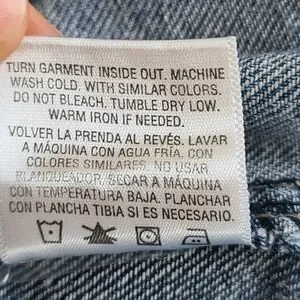 TURN GARMENT INSIDE OUT. MACHINE
WASH COLD. WITH SIMILAR COLORS.
DO NOT BLEACH. TUMBLE DRY LOW.
WARM IRON IF NEEDED.
VOLVER LA PRENDA AL REVÉS. LAVAR
A MÁQUINA CON AGUA FRÍA. CON
COLORES SIMILARES. NO USAR
BLANQUEADOR. SECAR A MÁQUINA
CON TEMPERATURA BAJA. PLANCHAR
CON PLANCHA TIBIA SI ES NECESARIO.